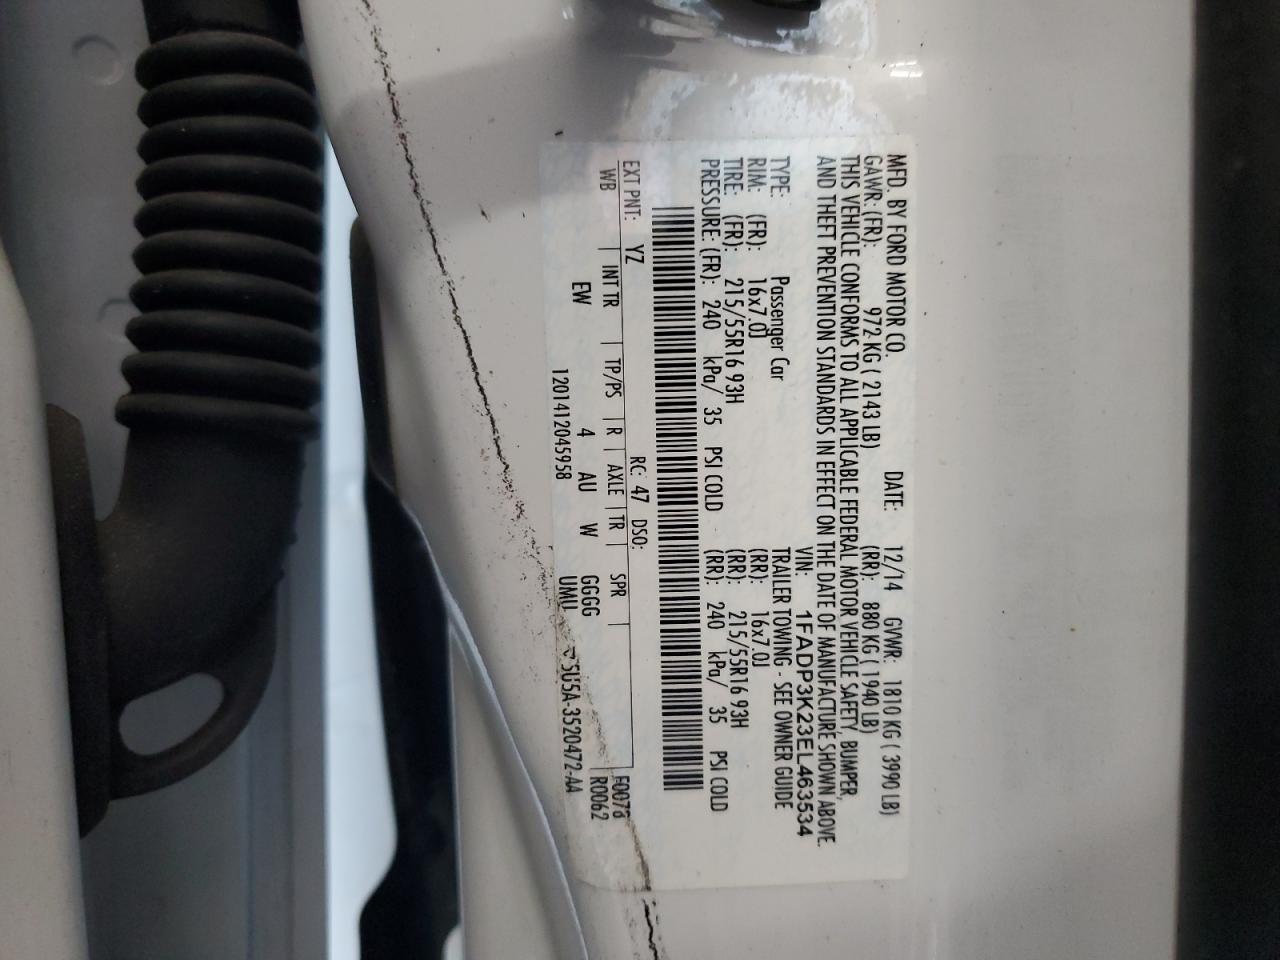 MFD. BY FORD MOTOR CO. DATE: 12/14 GVWR: 1810 KG ( 3990 LB)
GAWR: (FR): 972 KG ( 2143 LB) (RR): 880 KG ( 1940 LB)
THIS VEHICLE CONFORMS TO ALL APPLICABLE FEDERAL MOTOR VEHICLE SAFETY, BUMPER,
AND THEFT PREVENTION STANDARDS IN EFFECT ON THE DATE OF MANUFACTURE SHOWN ABOVE.
VIN: 1FADP3K23EL463534
TYPE: Passenger Car TRAILER TOWING - SEE OWNER GUIDE
RIM: (FR): 16x7.0J (RR): 16x7.0J
TIRE: (FR): 215/55R16 93H (RR): 215/55R16 93H
PRESSURE: (FR): 240 kPa/ 35 PSI COLD (RR): 240 kPa/ 35 PSI COLD
EXT PNT: YZ RC: 47 DSO: F0078
WB INT TR TP/PS R AXLE TR SPR R0062
EW 4 AU W GGGG
1201412045958 UMU 5U5A-3520472-AA